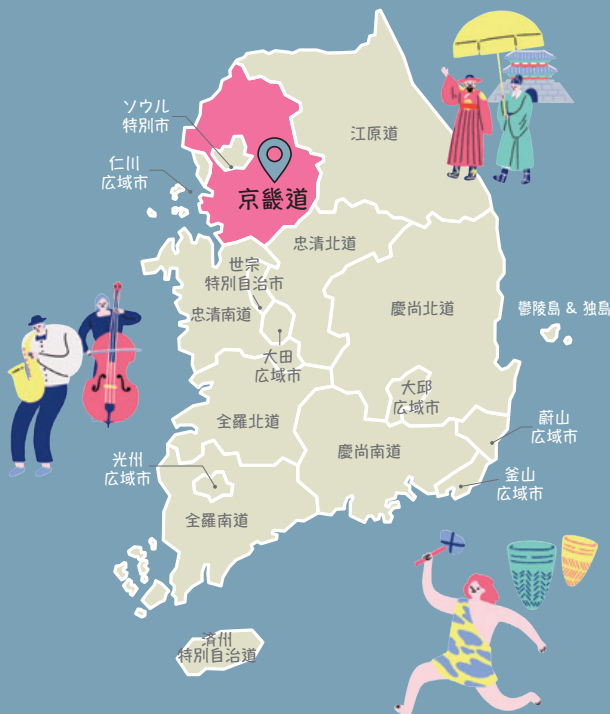 ソウル
特別市
江原道
仁川
広域市
京畿道
忠清北道
世宗
特別自治市
忠清南道
慶尚北道
鬱陵島 & 独島
大田
広域市
大邱
広域市
全羅北道
蔚山
広域市
慶尚南道
光州
広域市
釜山
広域市
全羅南道
済州
特別自治道